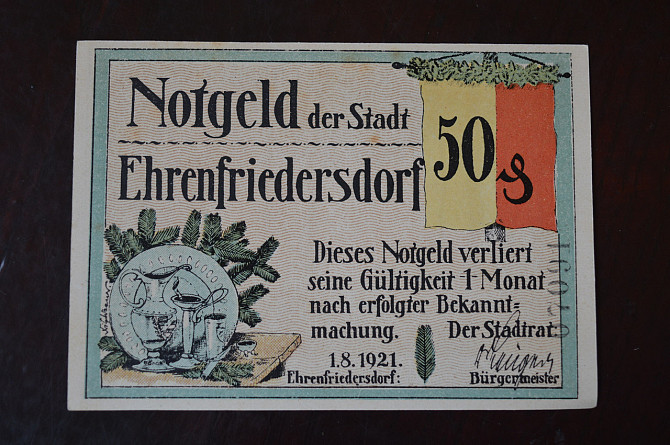 Notgeld der Stadt
Ehrenfriedersdorf
50 ₰
Dieses Notgeld verliert
seine Gültigkeit 1 Monat
nach erfolgter Bekannt=
machung. Der Stadtrat.
1.8.1921.
Ehrenfriedersdorf: Bürgermeister